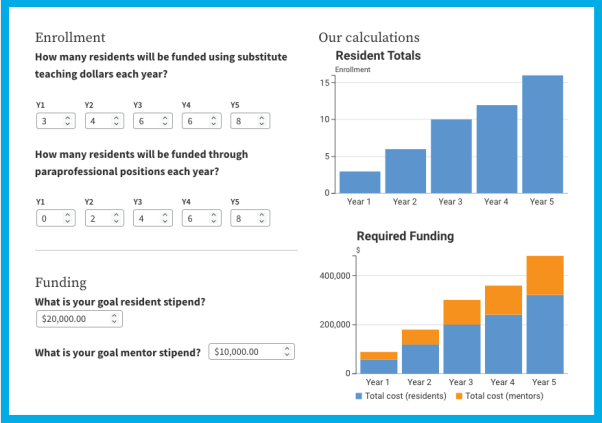 Enrollment
How many residents will be funded using substitute
teaching dollars each year?
Y1 Y2 Y3 Y4 Y5
3 4 6 6 8
How many residents will be funded through
paraprofessional positions each year?
Y1 Y2 Y3 Y4 Y5
0 2 4 6 8
Funding
What is your goal resident stipend?
$20,000.00
What is your goal mentor stipend? $10,000.00
Our calculations
Resident Totals
Enrollment
15
10
5
0
Year 1 Year 2 Year 3 Year 4 Year 5
Required Funding
$
400,000
200,000
0
Year 1 Year 2 Year 3 Year 4 Year 5
Total cost (residents) Total cost (mentors)